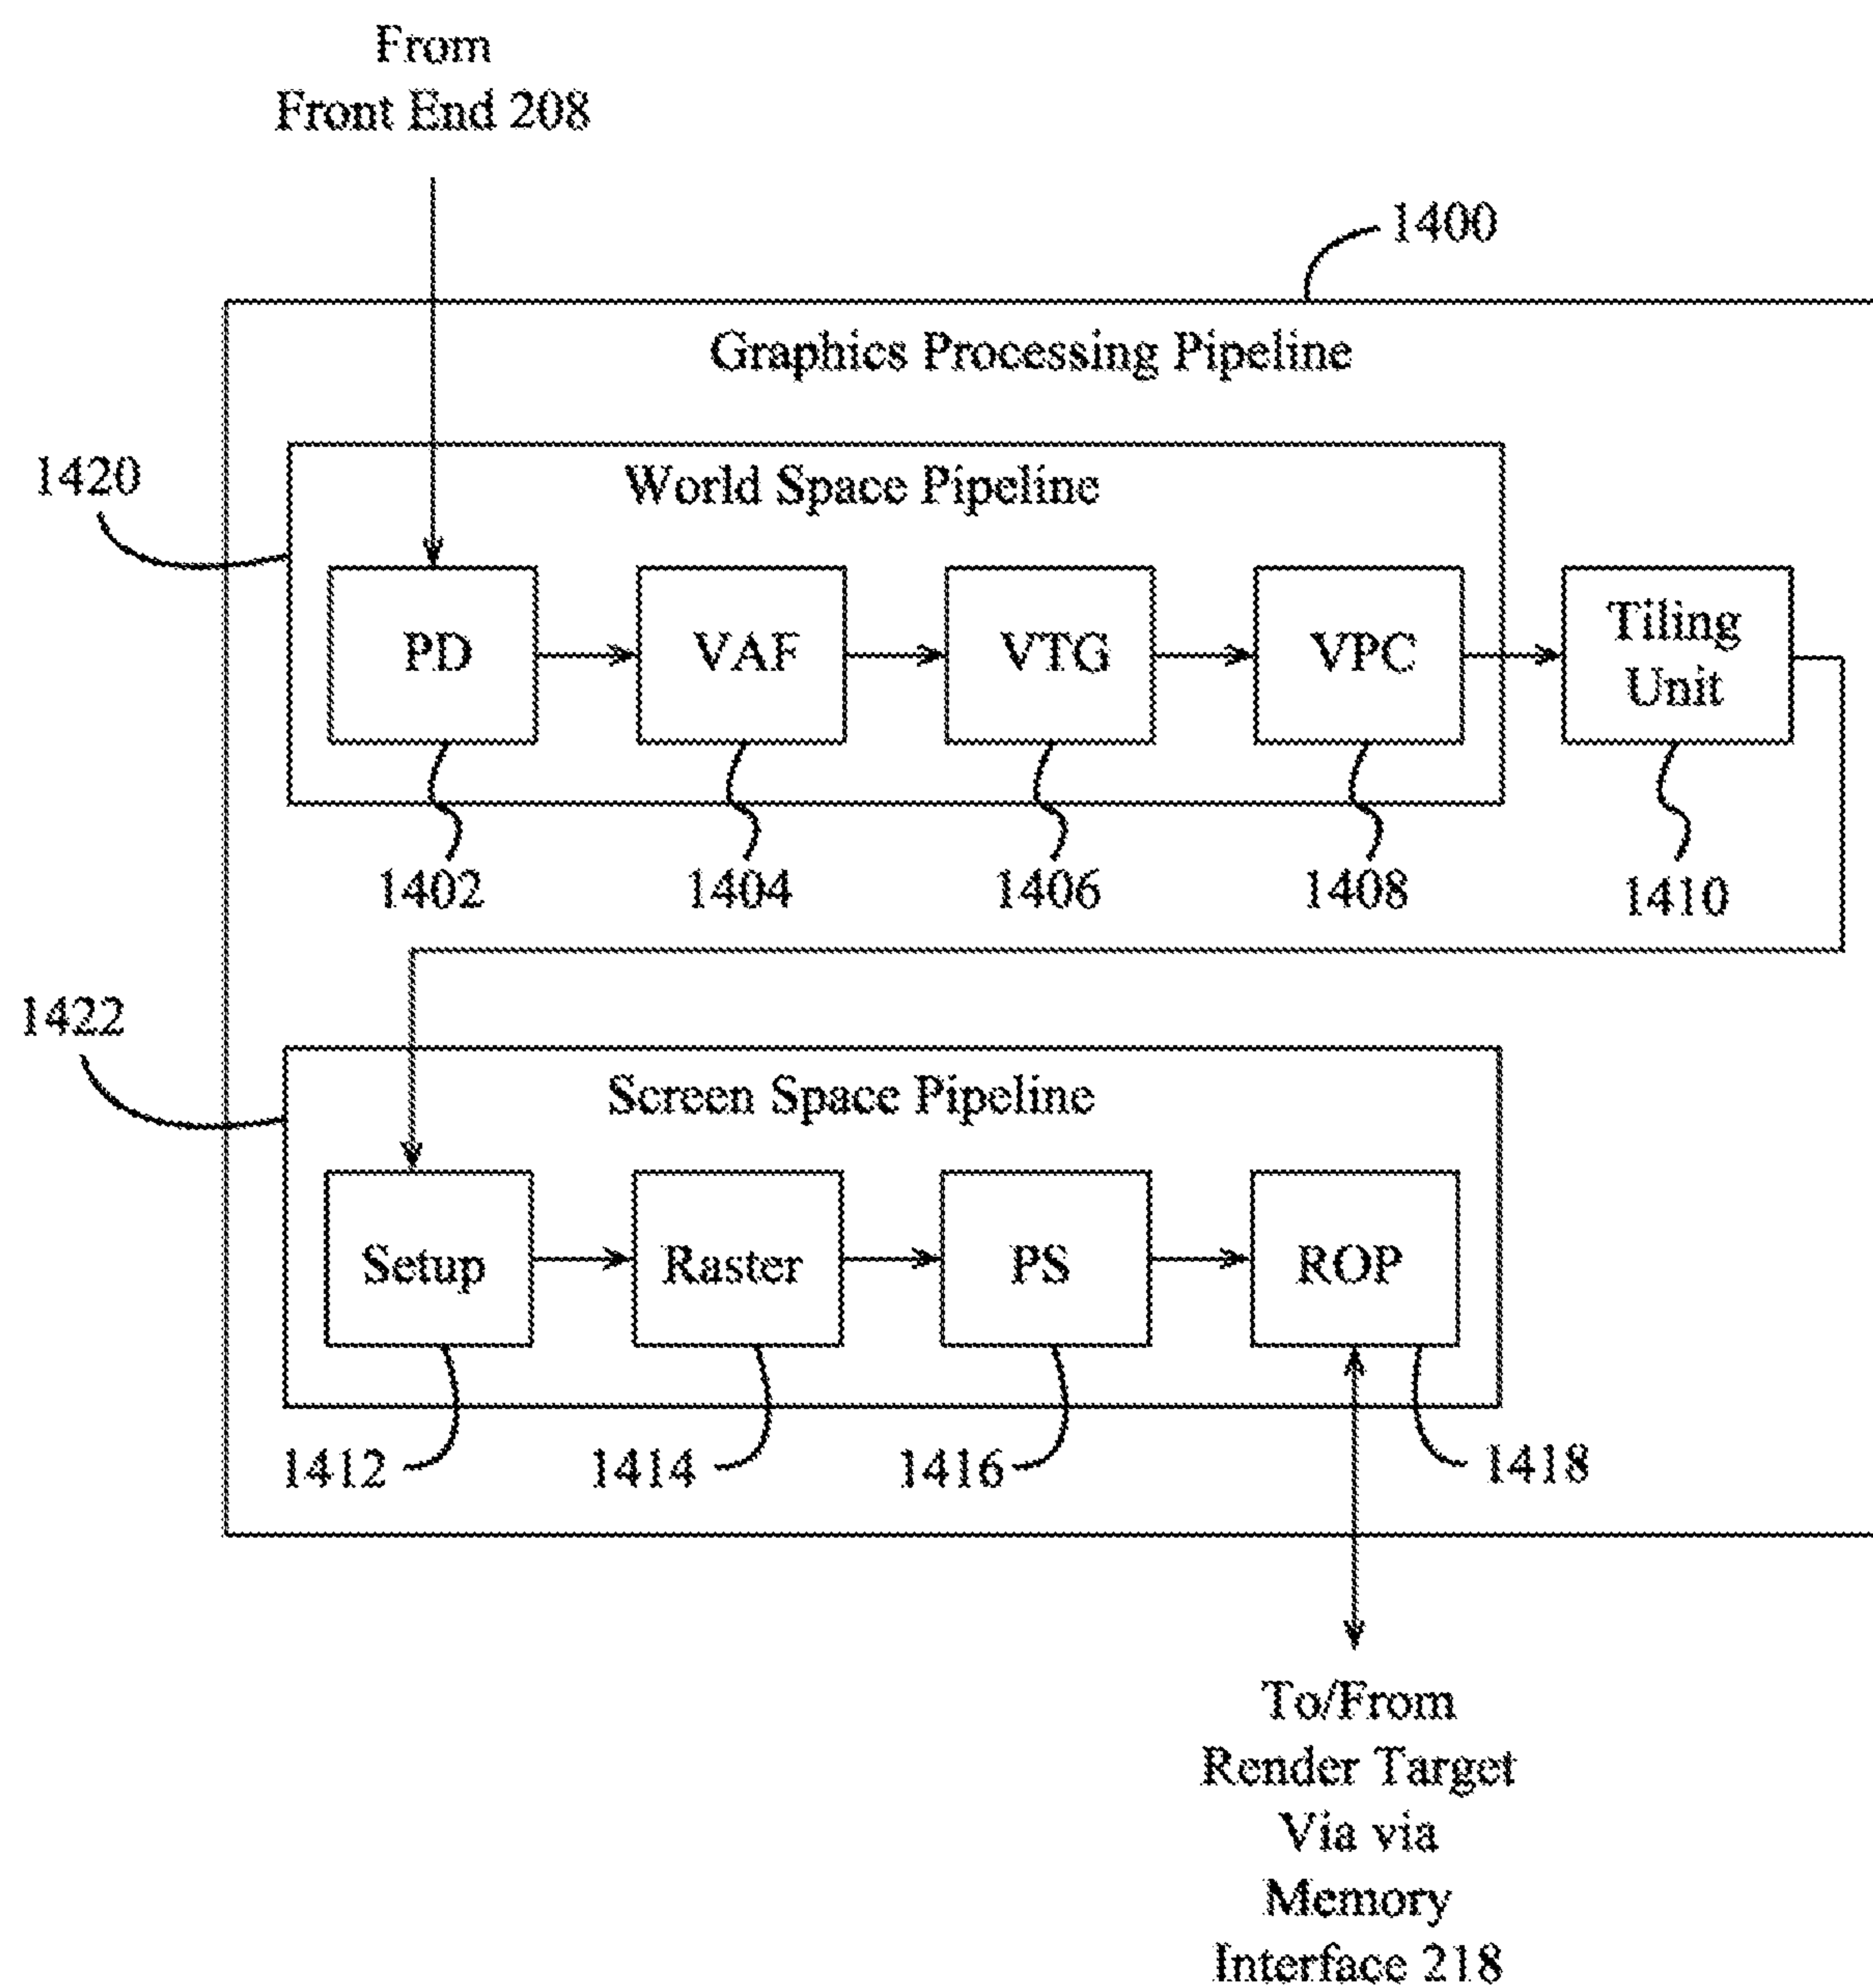 From
Front End 208
1400
Graphics Processing Pipeline
1420
World Space Pipeline
PD
VAF
VTG
VPC
Tiling
Unit
1402
1404
1406
1408
1410
1422
Screen Space Pipeline
Setup
Raster
PS
ROP
1412
1414
1416
1418
To/From
Render Target
Via via
Memory
Interface 218